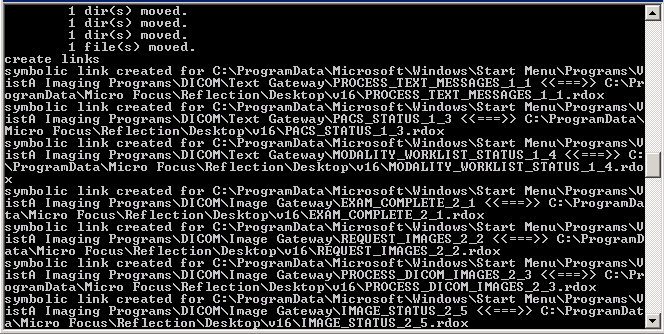 1 dir(s) moved.
1 dir(s) moved.
1 dir(s) moved.
1 file(s) moved.
create links
symbolic link created for C:\ProgramData\Microsoft\Windows\Start Menu\Programs\V
istA Imaging Programs\DICOM\Text Gateway\PROCESS_TEXT_MESSAGES_1_1 <<===>> C:\Pr
ogramData\Micro Focus\Reflection\Desktop\v16\PROCESS_TEXT_MESSAGES_1_1.rdox
symbolic link created for C:\ProgramData\Microsoft\Windows\Start Menu\Programs\V
istA Imaging Programs\DICOM\Text Gateway\PACS_STATUS_1_3 <<===>> C:\ProgramData\
Micro Focus\Reflection\Desktop\v16\PACS_STATUS_1_3.rdox
symbolic link created for C:\ProgramData\Microsoft\Windows\Start Menu\Programs\V
istA Imaging Programs\DICOM\Text Gateway\MODALITY_WORKLIST_STATUS_1_4 <<===>> C:
\ProgramData\Micro Focus\Reflection\Desktop\v16\MODALITY_WORKLIST_STATUS_1_4.rdo
x
symbolic link created for C:\ProgramData\Microsoft\Windows\Start Menu\Programs\V
istA Imaging Programs\DICOM\Image Gateway\EXAM_COMPLETE_2_1 <<===>> C:\ProgramDa
ta\Micro Focus\Reflection\Desktop\v16\EXAM_COMPLETE_2_1.rdox
symbolic link created for C:\ProgramData\Microsoft\Windows\Start Menu\Programs\V
istA Imaging Programs\DICOM\Image Gateway\REQUEST_IMAGES_2_2 <<===>> C:\ProgramD
ata\Micro Focus\Reflection\Desktop\v16\REQUEST_IMAGES_2_2.rdox
symbolic link created for C:\ProgramData\Microsoft\Windows\Start Menu\Programs\V
istA Imaging Programs\DICOM\Image Gateway\PROCESS_DICOM_IMAGES_2_3 <<===>> C:\Pr
ogramData\Micro Focus\Reflection\Desktop\v16\PROCESS_DICOM_IMAGES_2_3.rdox
symbolic link created for C:\ProgramData\Microsoft\Windows\Start Menu\Programs\V
istA Imaging Programs\DICOM\Image Gateway\IMAGE_STATUS_2_5 <<===>> C:\ProgramDat
a\Micro Focus\Reflection\Desktop\v16\IMAGE_STATUS_2_5.rdox